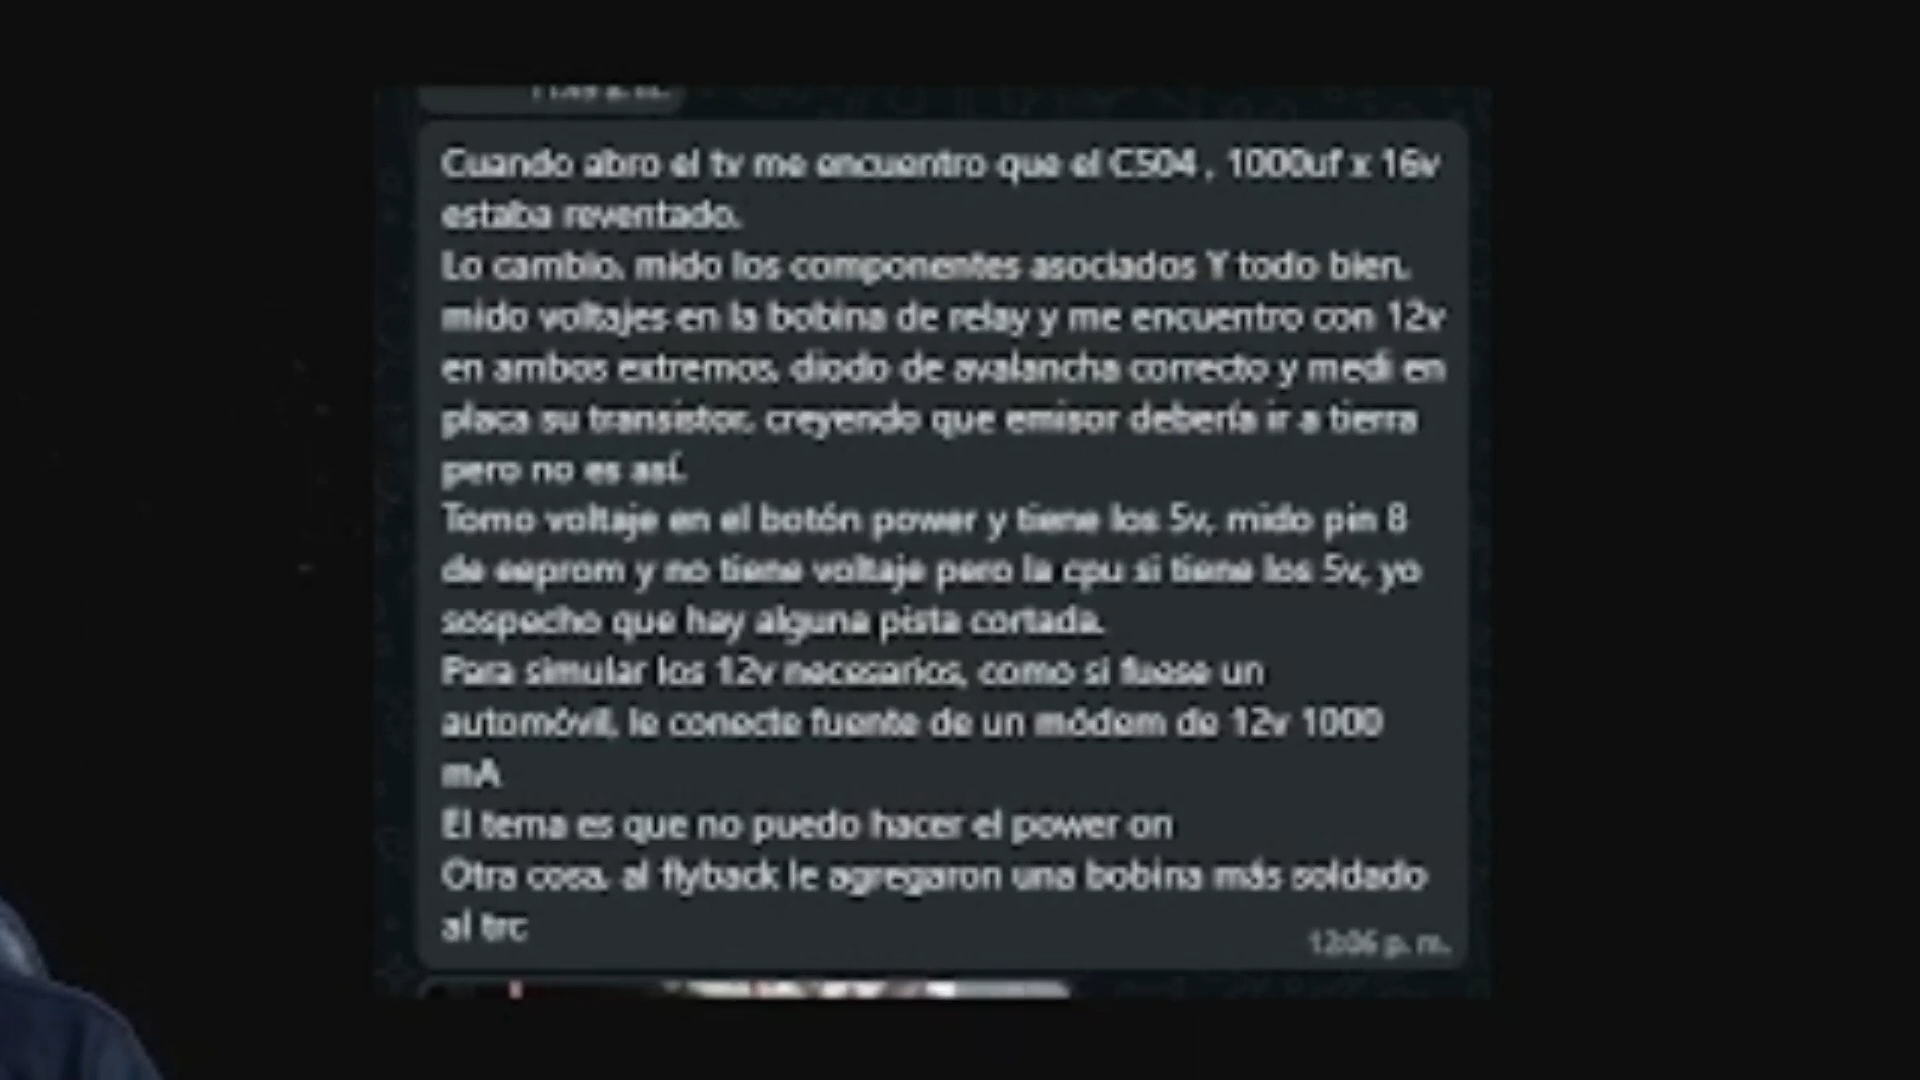 Cuando abro el tv me encuentro que el C504 , 1000uf x 16v
estaba reventado.
Lo cambio, mido los componentes asociados Y todo bien,
mido voltajes en la bobina de relay y me encuentro con 12v
en ambos extremos, diodo de avalancha correcto y medi en
placa su transistor, creyendo que emisor debería ir a tierra
pero no es así.
Tomo voltaje en el botón power y tiene los 5v, mido pin 8
de eeprom y no tiene voltaje pero la cpu si tiene los 5v, yo
sospecho que hay alguna pista cortada.
Para simular los 12v necesarios, como si fuese un
automóvil, le conecte fuente de un módem de 12v 1000
mA
El tema es que no puedo hacer el power on
Otra cosa, al flyback le agregaron una bobina más soldado
al trc
12:06 p. m.